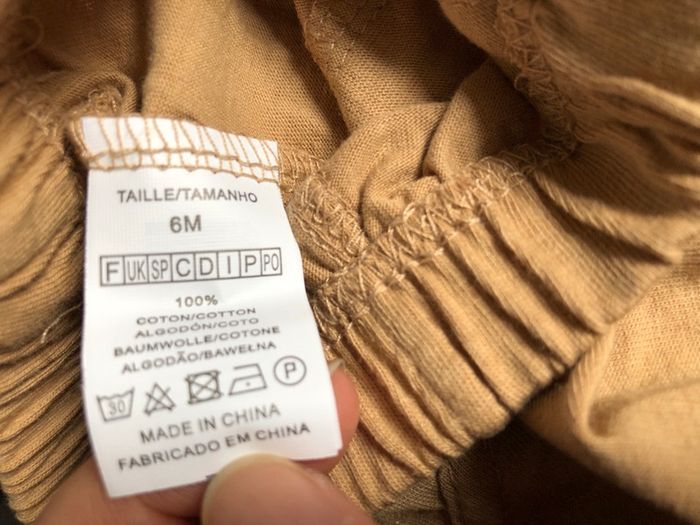 TAILLE/TAMANHO
6M
F UK SP C D I P PO
100%
COTON/COTTON
ALGODÓN/COTO
BAUMWOLLE/COTONE
ALGODÃO/BAWEŁNA
30 P
MADE IN CHINA
FABRICADO EM CHINA